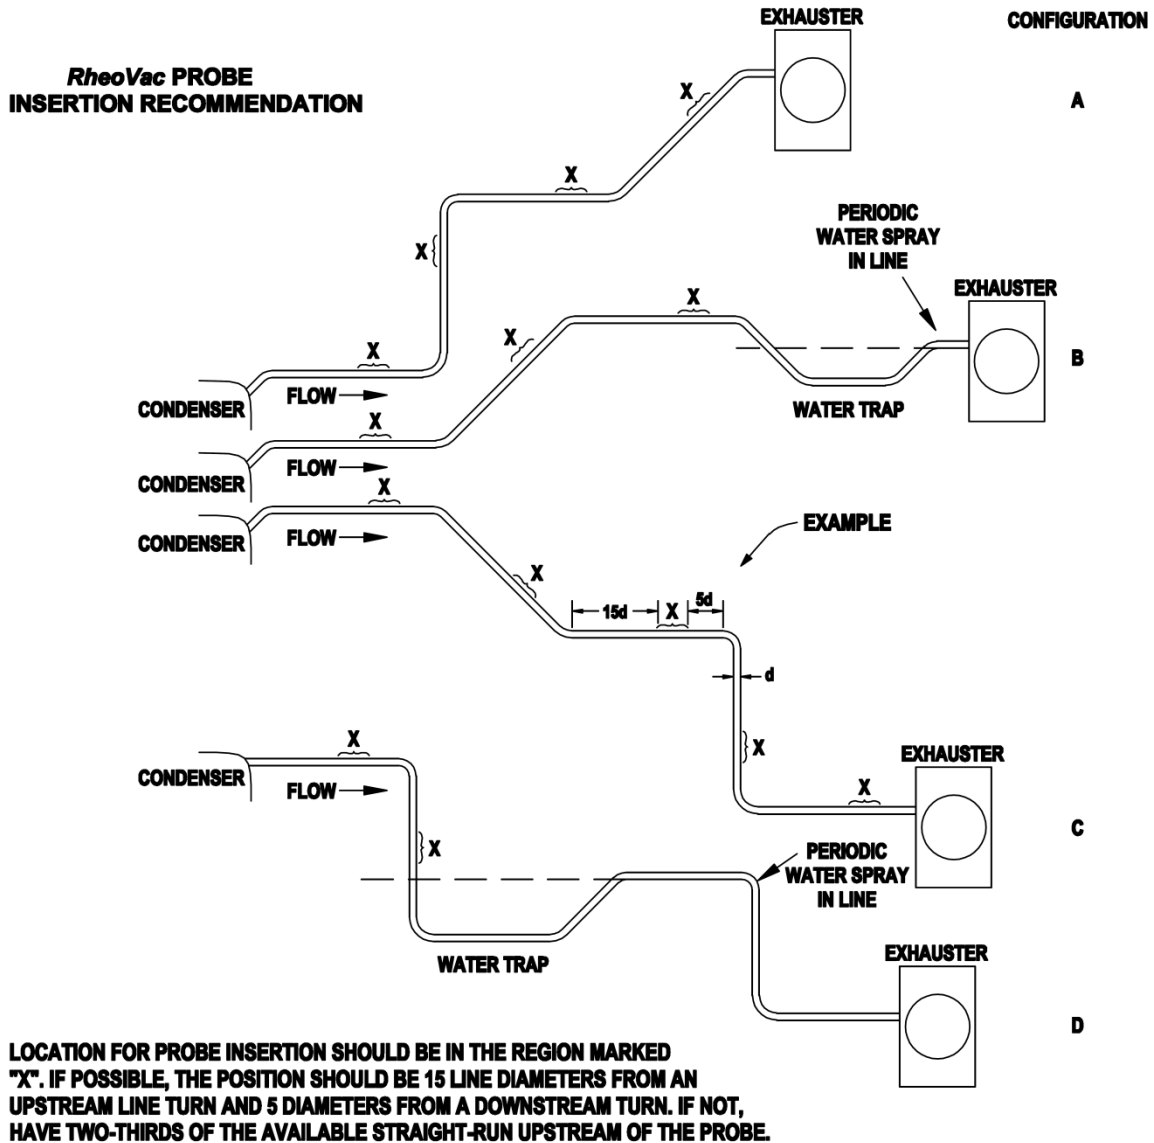 EXHAUSTER
CONFIGURATION
RheoVac PROBE
INSERTION RECOMMENDATION
X
A
X
PERIODIC
WATER SPRAY
IN LINE
X
EXHAUSTER
X
X
X
B
CONDENSER
FLOW
WATER TRAP
X
CONDENSER
FLOW
X
CONDENSER
FLOW
EXAMPLE
X
15d
X
5d
d
X
X
EXHAUSTER
CONDENSER
FLOW
X
C
X
PERIODIC
WATER SPRAY
IN LINE
WATER TRAP
EXHAUSTER
D
LOCATION FOR PROBE INSERTION SHOULD BE IN THE REGION MARKED
"X". IF POSSIBLE, THE POSITION SHOULD BE 15 LINE DIAMETERS FROM AN
UPSTREAM LINE TURN AND 5 DIAMETERS FROM A DOWNSTREAM TURN. IF NOT,
HAVE TWO-THIRDS OF THE AVAILABLE STRAIGHT-RUN UPSTREAM OF THE PROBE.